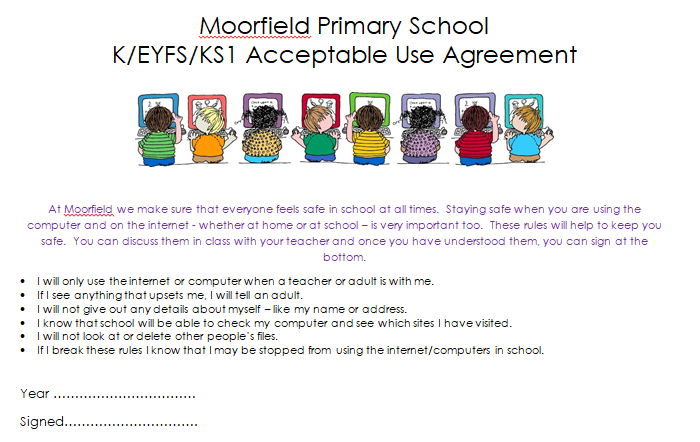 Moorfield Primary School
K/EYFS/KS1 Acceptable Use Agreement
At Moorfield we make sure that everyone feels safe in school at all times.  Staying safe when you are using the
computer and on the internet - whether at home or at school – is very important too.  These rules will help to keep you
safe.  You can discuss them in class with your teacher and once you have understood them, you can sign at the
bottom.
• I will only use the internet or computer when a teacher or adult is with me.
• If I see anything that upsets me, I will tell an adult.
• I will not give out any details about myself – like my name or address.
• I know that school will be able to check my computer and see which sites I have visited.
• I will not look at or delete other people's files.
• If I break these rules I know that I may be stopped from using the internet/computers in school.
Year ……………………………
Signed…………………………